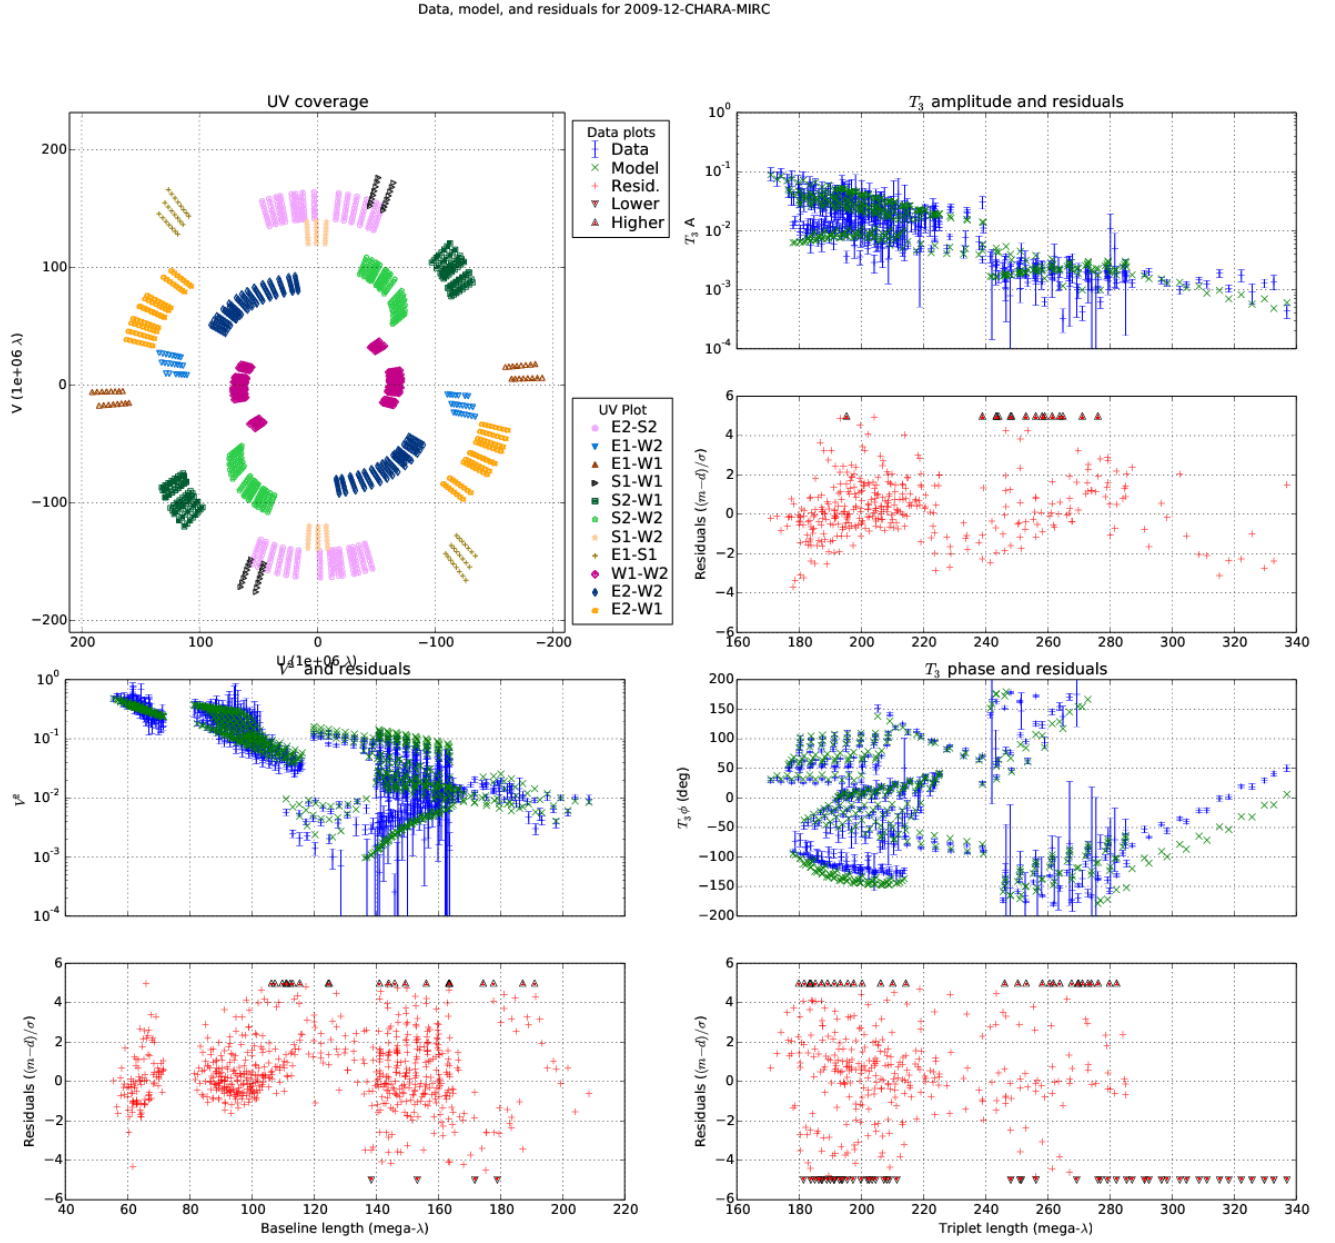 Data, model, and residuals for 2009-12-CHARA-MIRC
UV coverage
V (1e+06 λ)
200
100
0
−100
−200
200
100
0
−100
−200
U (1e+06 λ)
Data plots
Data
Model
Resid.
Lower
Higher
UV Plot
E2-S2
E1-W2
E1-W1
S1-W1
S2-W1
S2-W2
S1-W2
E1-S1
W1-W2
E2-W2
E2-W1
T₃ amplitude and residuals
T₃ A
10⁰
10⁻¹
10⁻²
10⁻³
10⁻⁴
Residuals ((m−d)/σ)
6
4
2
0
−2
−4
−6
160
180
200
220
240
260
280
300
320
340
V² and residuals
V²
10⁰
10⁻¹
10⁻²
10⁻³
10⁻⁴
Residuals ((m−d)/σ)
6
4
2
0
−2
−4
−6
40
60
80
100
120
140
160
180
200
220
Baseline length (mega-λ)
T₃ phase and residuals
T₃ϕ (deg)
200
150
100
50
0
−50
−100
−150
−200
Residuals ((m−d)/σ)
6
4
2
0
−2
−4
−6
160
180
200
220
240
260
280
300
320
340
Triplet length (mega-λ)